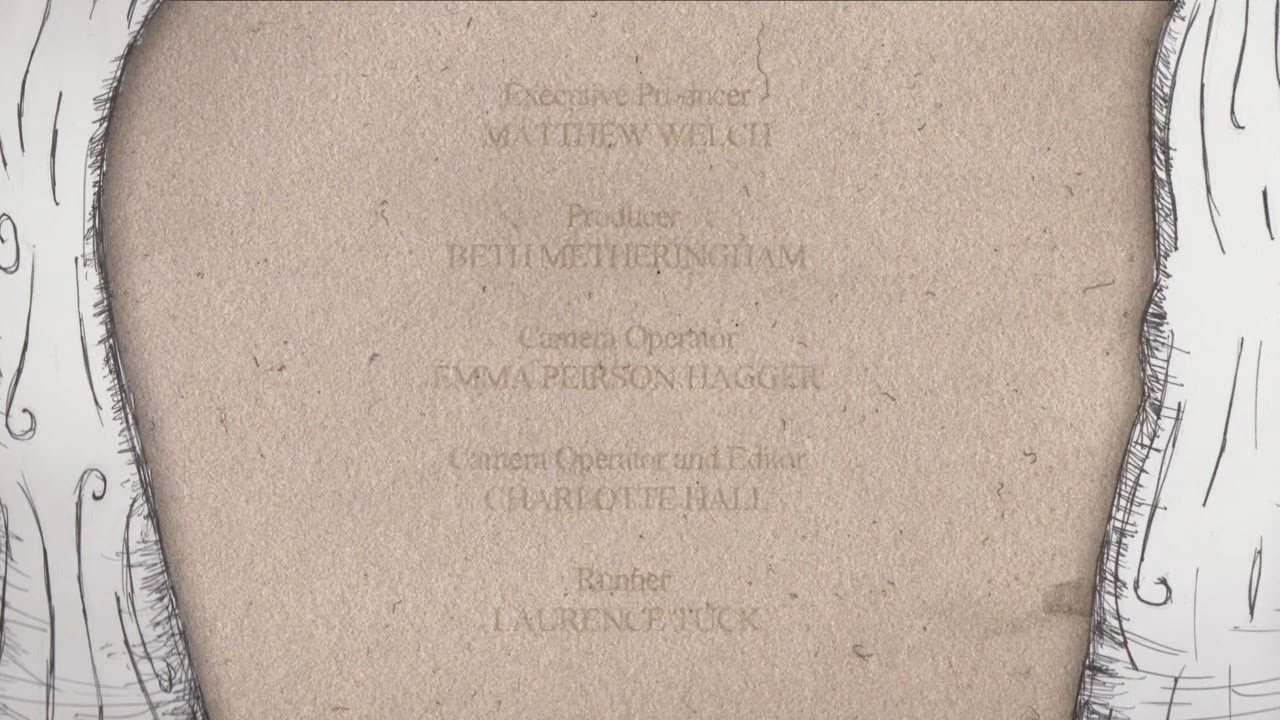 Executive Producer
MATTHEW WELCH
Producer
BETH METHERINGHAM
Camera Operator
EMMA PEIRSON HAGGER
Camera Operator and Editor
CHARLOTTE HALL
Runner
LAURENCE TUCK